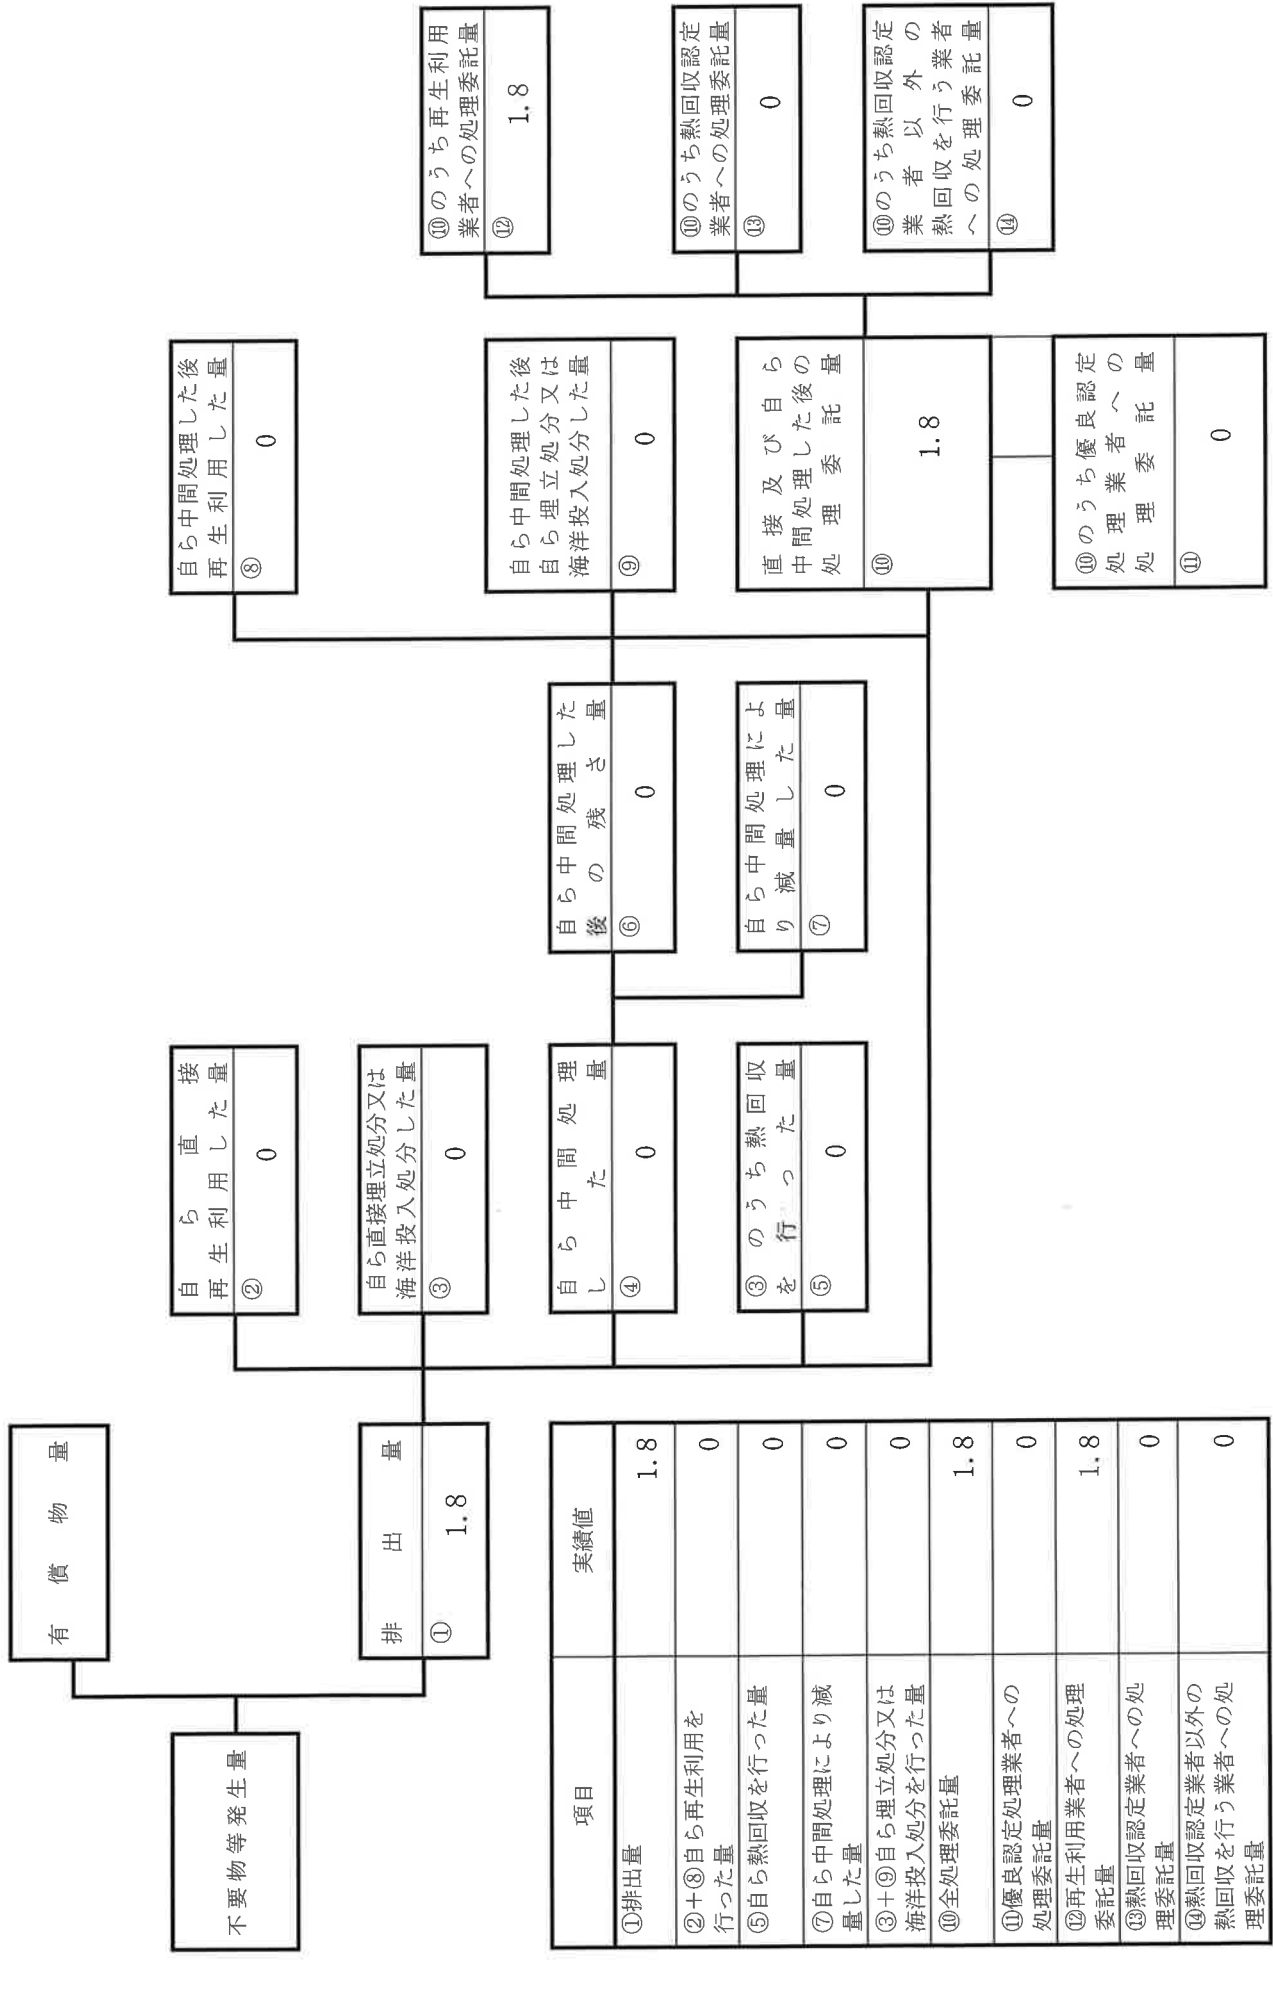 不要物等発生量
有償物量
排出量
①
1.8
自ら直接
再生利用した量
②
0
自ら直接埋立処分又は
海洋投入処分した量
③
0
自ら中間処理
した量
④
0
③のうち熱回収
を行った量
⑤
0
自ら中間処理した
後の残さ量
⑥
0
自ら中間処理によ
り減量した量
⑦
0
自ら中間処理した後
再生利用した量
⑧
0
自ら中間処理した後
自ら埋立処分又は
海洋投入処分した量
⑨
0
直接及び自ら
中間処理した後の
処理委託量
⑩
1.8
⑩のうち優良認定
処理業者への
処理委託量
⑪
0
⑩のうち再生利用
業者への処理委託量
⑫
1.8
⑩のうち熱回収認定
業者への処理委託量
⑬
0
⑩のうち熱回収認定
業者以外の
熱回収を行う業者
への処理委託量
⑭
0
項目 実績値
①排出量 1.8
②+⑧自ら再生利用を
行った量 0
⑤自ら熱回収を行った量 0
⑦自ら中間処理により減
量した量 0
③+⑨自ら埋立処分又は
海洋投入処分を行った量 0
⑩全処理委託量 1.8
⑪優良認定処理業者への
処理委託量 0
⑫再生利用業者への処理
委託量 1.8
⑬熱回収認定業者への処
理委託量 0
⑭熱回収認定業者以外の
熱回収を行う業者への処
理委託量 0